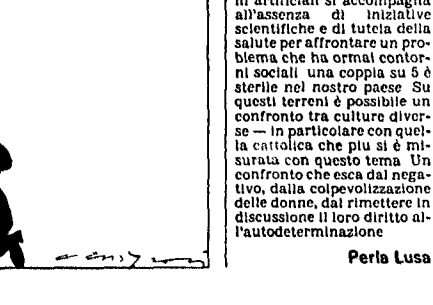 ni artificiali si accompagna
all'assenza di iniziative
scientifiche e di tutela della
salute per affrontare un pro-
blema che ha ormai contor-
ni sociali una coppia su 5 è
sterile nel nostro paese Su
questi terreni è possibile un
confronto tra culture diver-
se — in particolare con quel-
la cattolica che piu si è mi-
surata con questo tema Un
confronto che esca dal nega-
tivo, dalla colpevolizzazione
delle donne, dal rimettere in
discussione il loro diritto al-
l'autodeterminazione
Perla Lusa